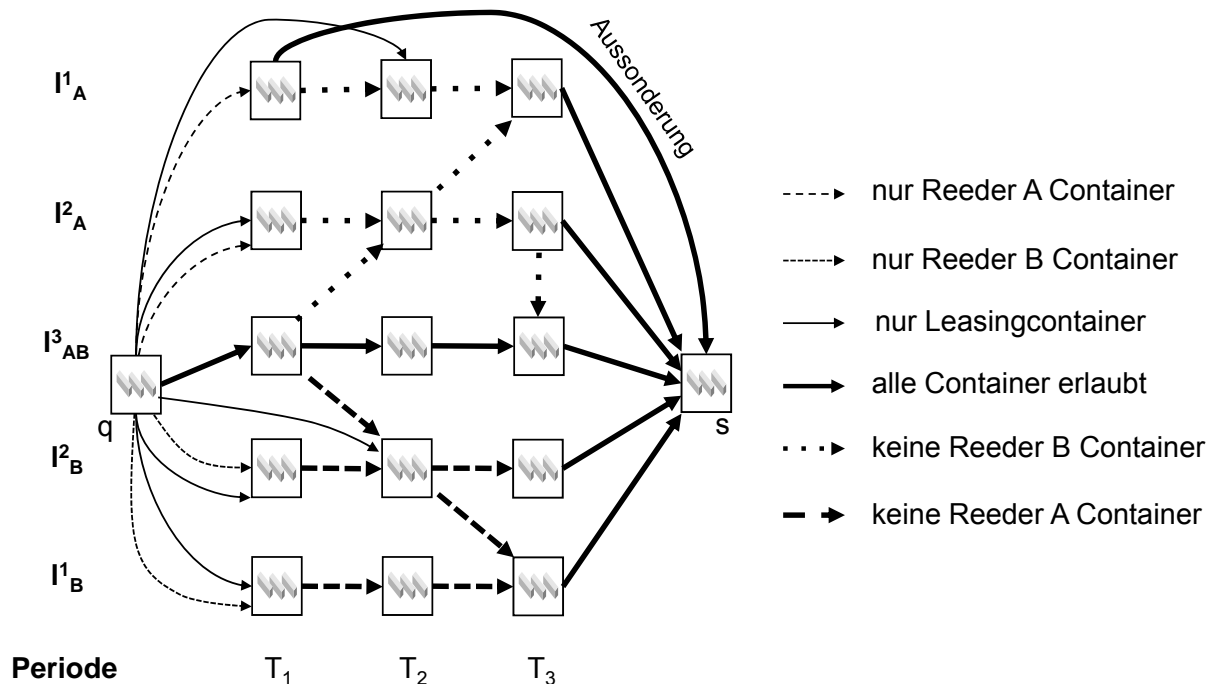 Aussonderung
I¹A
I²A
I³AB
q
s
I²B
I¹B
Periode T₁ T₂ T₃
nur Reeder A Container
nur Reeder B Container
nur Leasingcontainer
alle Container erlaubt
keine Reeder B Container
keine Reeder A Container